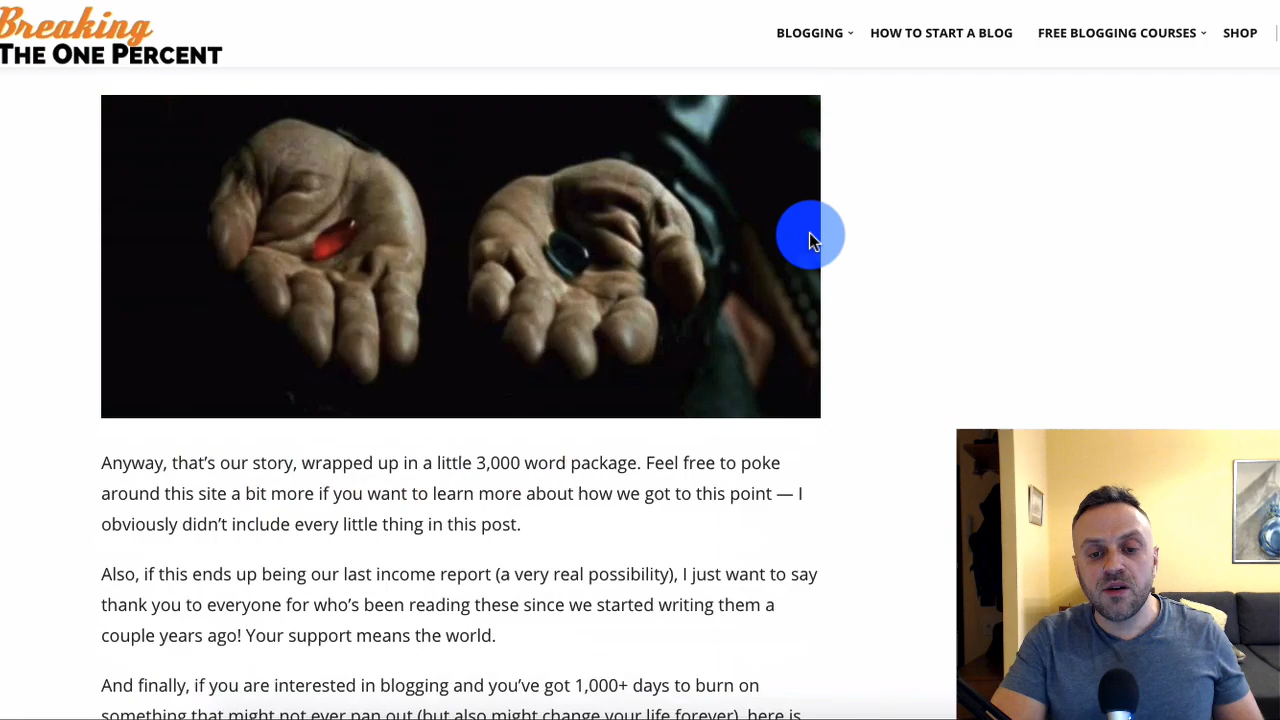 Breaking
THE ONE PERCENT
BLOGGING
HOW TO START A BLOG
FREE BLOGGING COURSES
SHOP
Anyway, that’s our story, wrapped up in a little 3,000 word package. Feel free to poke
around this site a bit more if you want to learn more about how we got to this point — I
obviously didn’t include every little thing in this post.
Also, if this ends up being our last income report (a very real possibility), I just want to say
thank you to everyone for who’s been reading these since we started writing them a
couple years ago! Your support means the world.
And finally, if you are interested in blogging and you’ve got 1,000+ days to burn on
something that might not ever pan out (but also might change your life forever), here is